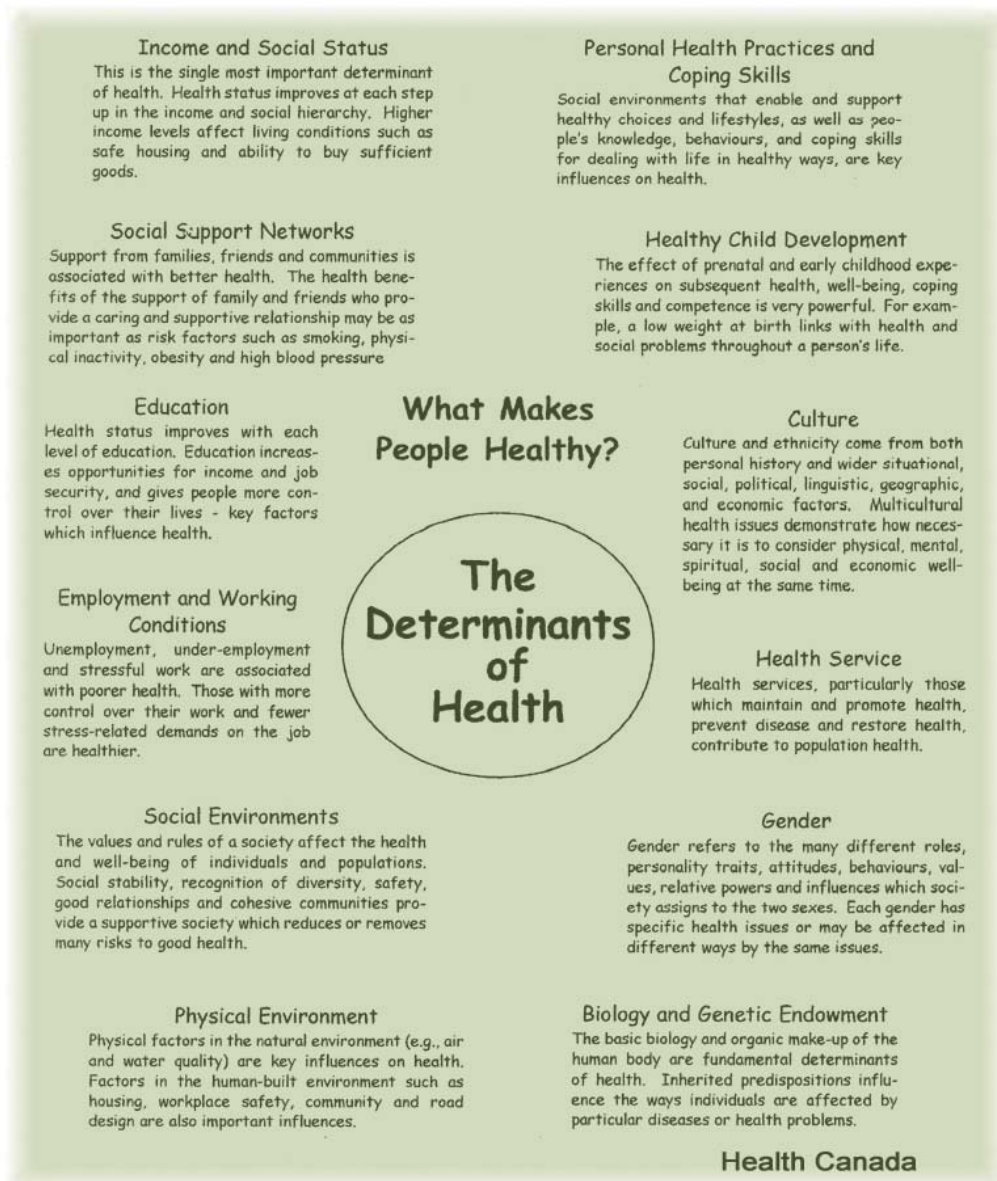 Income and Social Status
This is the single most important determinant
of health. Health status improves at each step
up in the income and social hierarchy. Higher
income levels affect living conditions such as
safe housing and ability to buy sufficient
goods.
Social Support Networks
Support from families, friends and communities is
associated with better health. The health bene-
fits of the support of family and friends who pro-
vide a caring and supportive relationship may be as
important as risk factors such as smoking, physi-
cal inactivity, obesity and high blood pressure
Education
Health status improves with each
level of education. Education increas-
es opportunities for income and job
security, and gives people more con-
trol over their lives - key factors
which influence health.
Employment and Working
Conditions
Unemployment, under-employment
and stressful work are associated
with poorer health. Those with more
control over their work and fewer
stress-related demands on the job
are healthier.
Social Environments
The values and rules of a society affect the health
and well-being of individuals and populations.
Social stability, recognition of diversity, safety,
good relationships and cohesive communities pro-
vide a supportive society which reduces or removes
many risks to good health.
Physical Environment
Physical factors in the natural environment (e.g., air
and water quality) are key influences on health.
Factors in the human-built environment such as
housing, workplace safety, community and road
design are also important influences.
What Makes
People Healthy?
The
Determinants
of
Health
Personal Health Practices and
Coping Skills
Social environments that enable and support
healthy choices and lifestyles, as well as peo-
ple's knowledge, behaviours, and coping skills
for dealing with life in healthy ways, are key
influences on health.
Healthy Child Development
The effect of prenatal and early childhood expe-
riences on subsequent health, well-being, coping
skills and competence is very powerful. For exam-
ple, a low weight at birth links with health and
social problems throughout a person's life.
Culture
Culture and ethnicity come from both
personal history and wider situational,
social, political, linguistic, geographic,
and economic factors. Multicultural
health issues demonstrate how neces-
sary it is to consider physical, mental,
spiritual, social and economic well-
being at the same time.
Health Service
Health services, particularly those
which maintain and promote health,
prevent disease and restore health,
contribute to population health.
Gender
Gender refers to the many different roles,
personality traits, attitudes, behaviours, val-
ues, relative powers and influences which soci-
ety assigns to the two sexes. Each gender has
specific health issues or may be affected in
different ways by the same issues.
Biology and Genetic Endowment
The basic biology and organic make-up of the
human body are fundamental determinants
of health. Inherited predispositions influ-
ence the ways individuals are affected by
particular diseases or health problems.
Health Canada